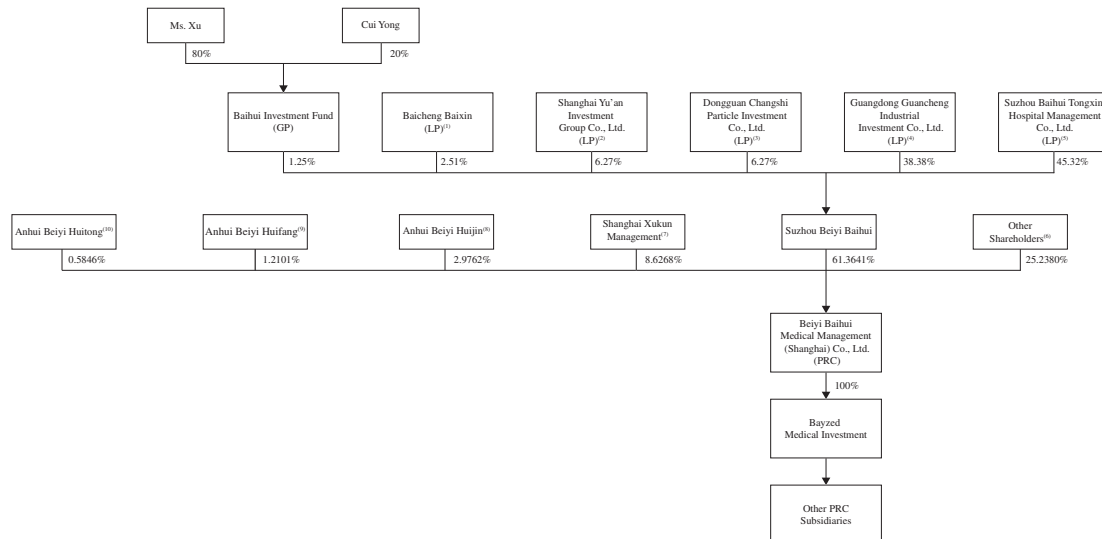 Ms. Xu
Cui Yong
80%
20%
Baihui Investment Fund
(GP)
Baicheng Baixin
(LP)(1)
Shanghai Yu'an
Investment
Group Co., Ltd.
(LP)(2)
Dongguan Changshi
Particle Investment
Co., Ltd.
(LP)(3)
Guangdong Guancheng
Industrial
Investment Co., Ltd.
(LP)(4)
Suzhou Baihui Tongxin
Hospital Management
Co., Ltd.
(LP)(5)
1.25%
2.51%
6.27%
6.27%
38.38%
45.32%
Anhui Beiyi Huitong(10)
Anhui Beiyi Huifang(9)
Anhui Beiyi Huijin(8)
Shanghai Xukun
Management(7)
Suzhou Beiyi Baihui
Other
Shareholders(6)
0.5846%
1.2101%
2.9762%
8.6268%
61.3641%
25.2380%
Beiyi Baihui
Medical Management
(Shanghai) Co., Ltd.
(PRC)
100%
Bayzed
Medical Investment
Other PRC
Subsidiaries